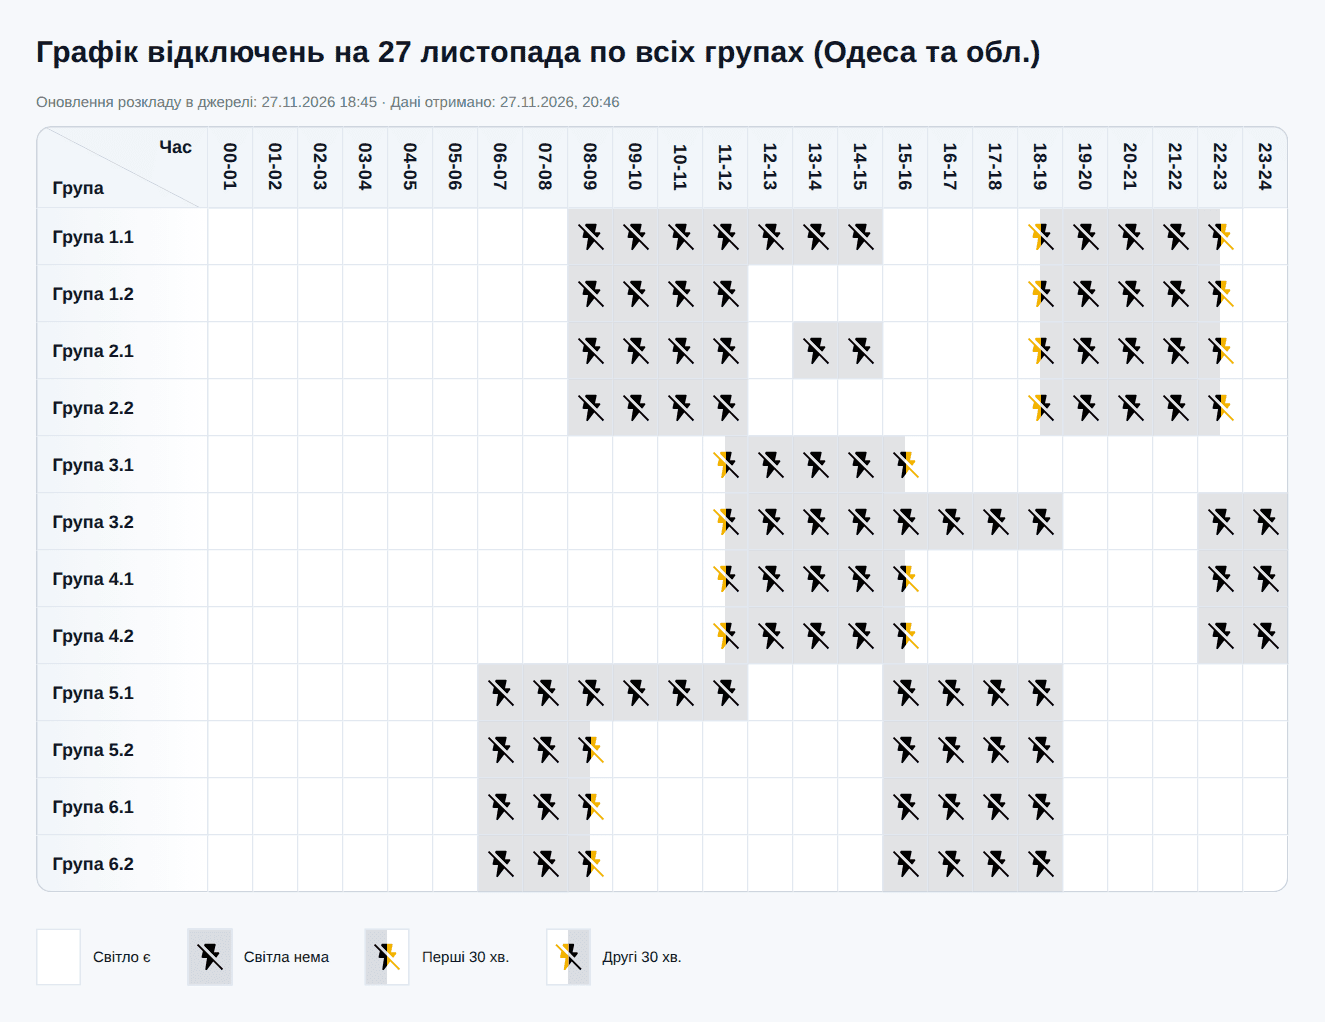 Графік відключень на 27 листопада по всіх групах (Одеса та обл.)
Оновлення розкладу в джерелі: 27.11.2026 18:45 · Дані отримано: 27.11.2026, 20:46
Час
Група
00-01 01-02 02-03 03-04 04-05 05-06 06-07 07-08 08-09 09-10 10-11 11-12 12-13 13-14 14-15 15-16 16-17 17-18 18-19 19-20 20-21 21-22 22-23 23-24
Група 1.1
Група 1.2
Група 2.1
Група 2.2
Група 3.1
Група 3.2
Група 4.1
Група 4.2
Група 5.1
Група 5.2
Група 6.1
Група 6.2
Світло є Світла нема Перші 30 хв. Другі 30 хв.